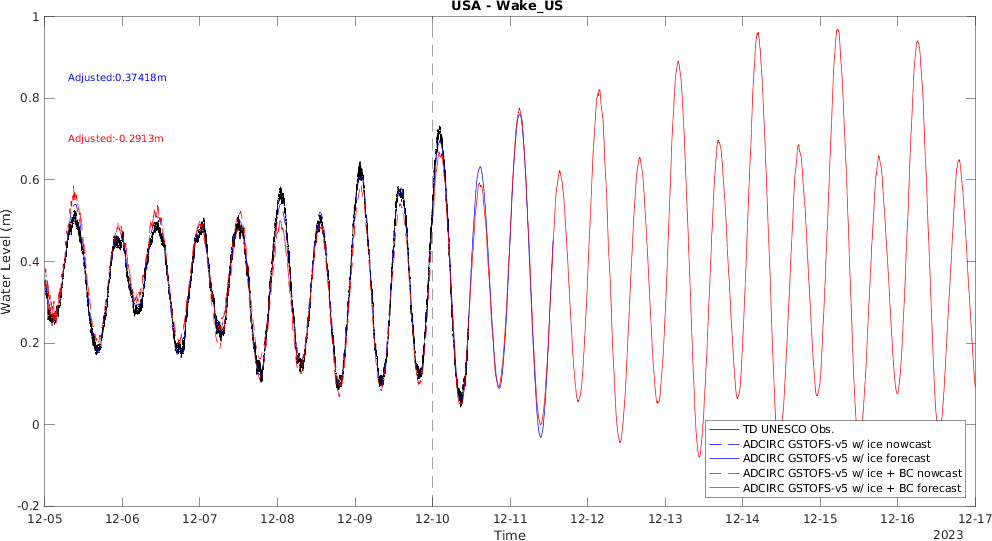 USA - Wake_US
Adjusted:0.37418m
Adjusted:-0.2913m
Water Level (m)
1
0.8
0.6
0.4
0.2
0
-0.2
TD UNESCO Obs.
ADCIRC GSTOFS-v5 w/ ice nowcast
ADCIRC GSTOFS-v5 w/ ice forecast
ADCIRC GSTOFS-v5 w/ ice + BC nowcast
ADCIRC GSTOFS-v5 w/ ice + BC forecast
12-05 12-06 12-07 12-08 12-09 12-10 12-11 12-12 12-13 12-14 12-15 12-16 12-17
Time
2023